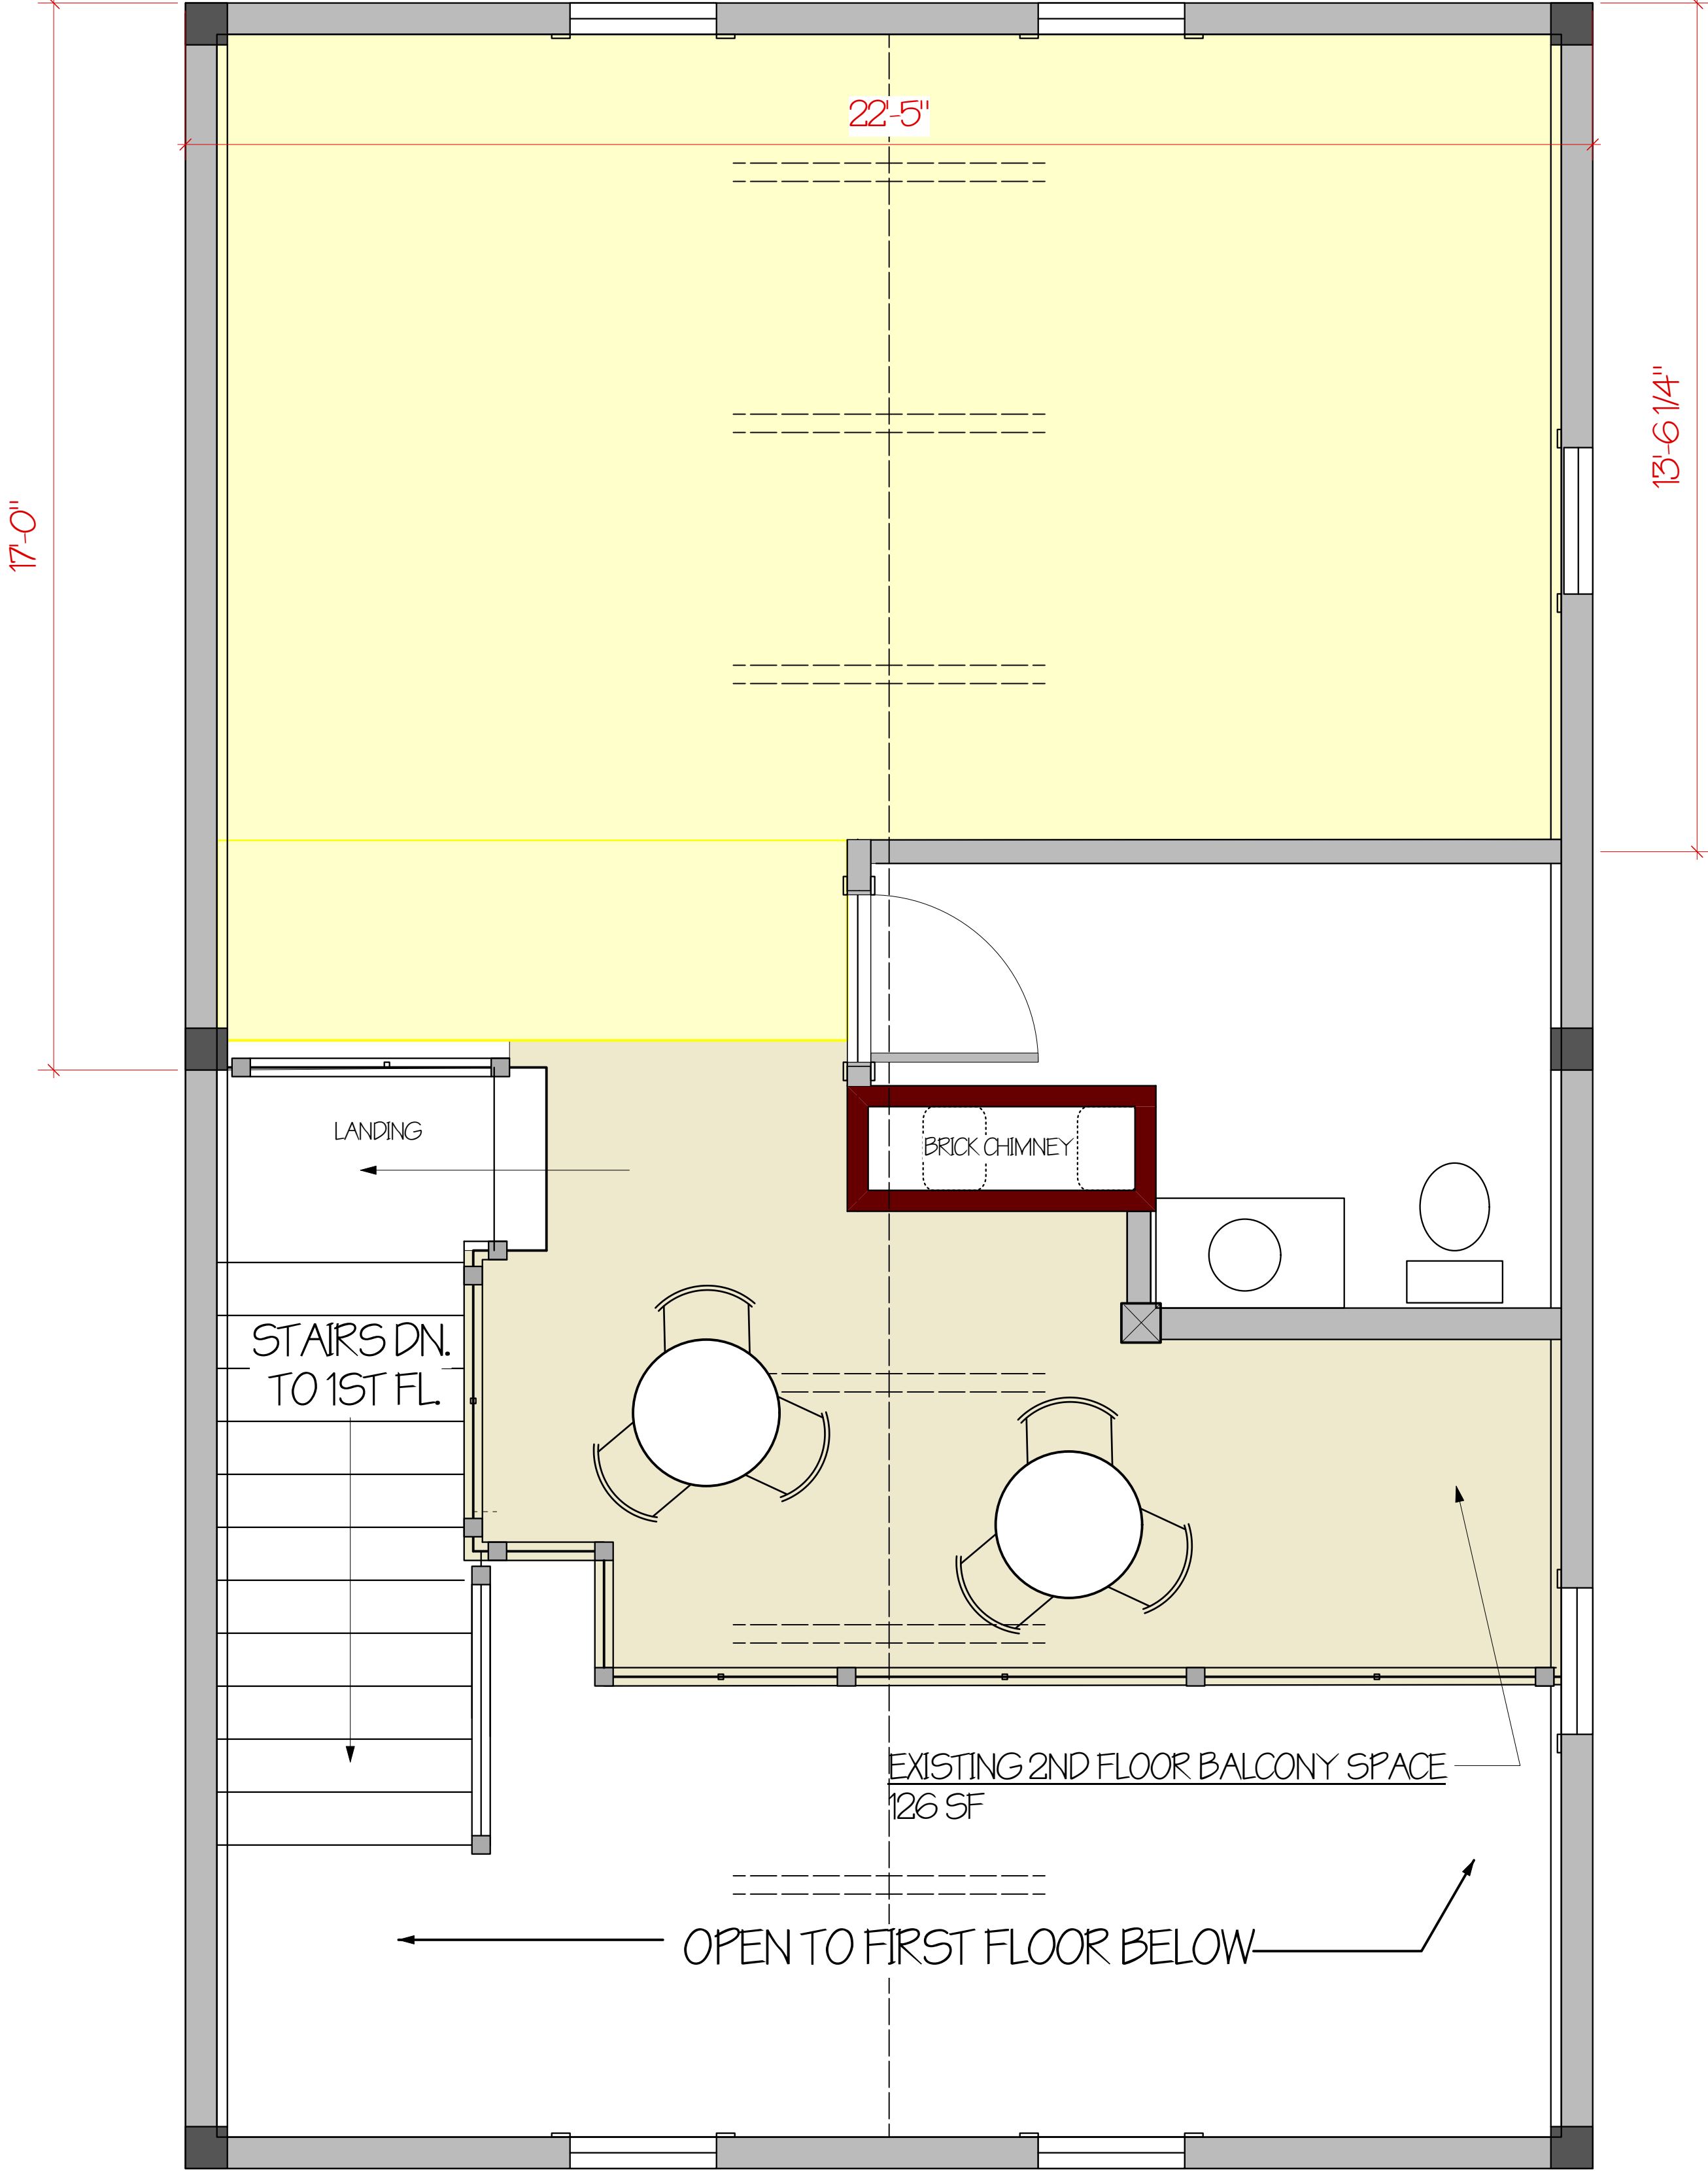 22'-5"
13'-6 1/4"
17'-0"
LANDING
BRICK CHIMNEY
STAIRS DN.
TO 1ST FL.
EXISTING 2ND FLOOR BALCONY SPACE
126 SF
OPEN TO FIRST FLOOR BELOW